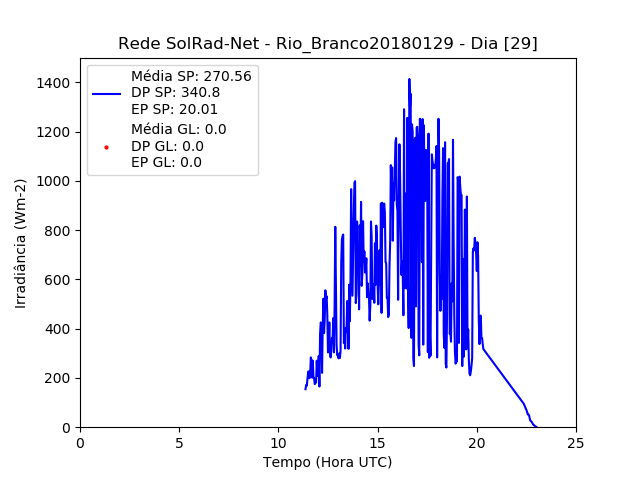 Rede SolRad-Net - Rio_Branco20180129 - Dia [29]
Média SP: 270.56
DP SP: 340.8
EP SP: 20.01
Média GL: 0.0
DP GL: 0.0
EP GL: 0.0
Irradiância (Wm-2)
1400
1200
1000
800
600
400
200
0
0 5 10 15 20 25
Tempo (Hora UTC)